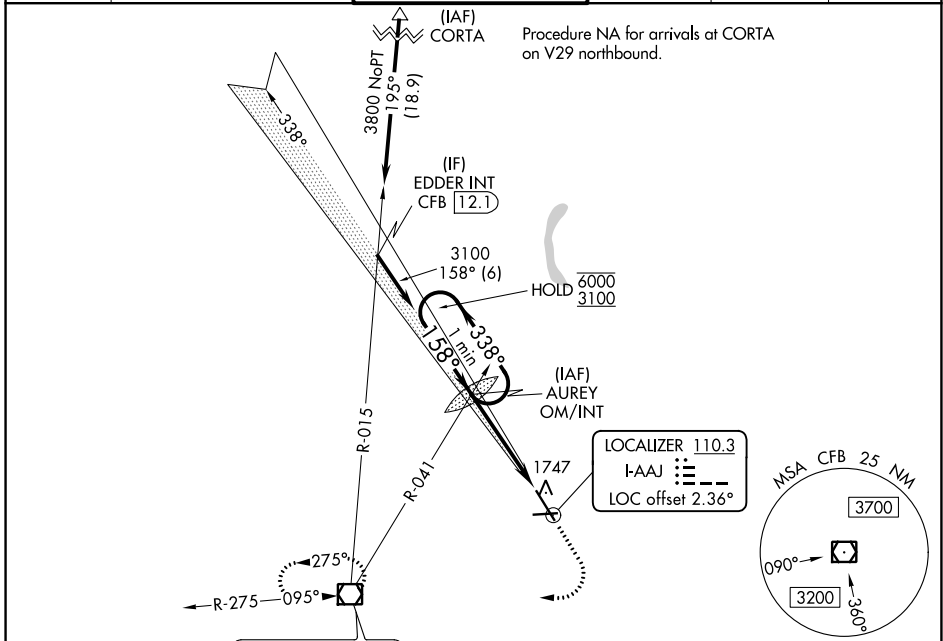 (IAF)
CORTA
Procedure NA for arrivals at CORTA
on V29 northbound.
3800 NoPT
195°
(18.9)
338°
(IF)
EDDER INT
CFB 12.1
3100
158° (6)
HOLD 6000
3100
1 min
338°
158°
(IAF)
AUREY
OM/INT
R-015
R-041
LOCALIZER 110.3
I-AAJ
LOC offset 2.36°
1747
MSA CFB 25 NM
3700
090°
3200
360°
275°
R-275
095°